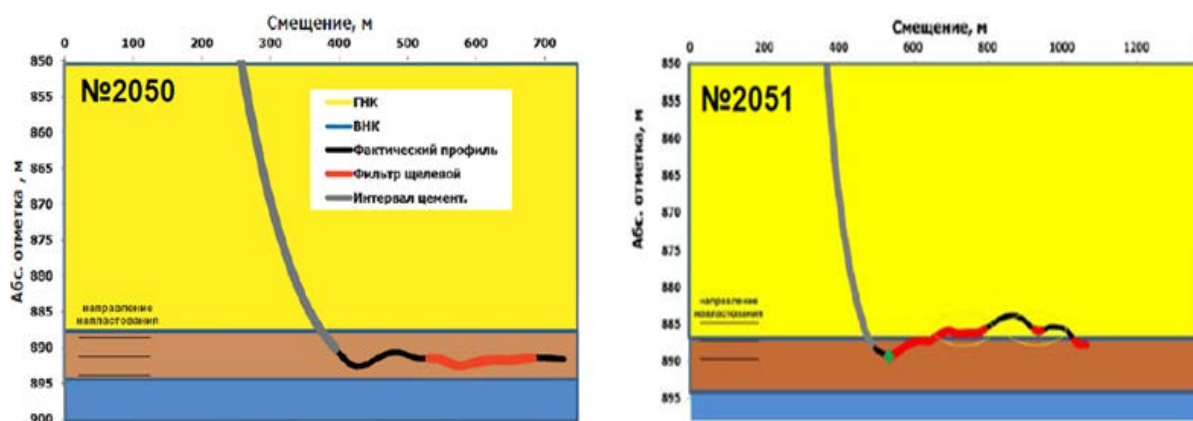 Смещение, м
0 100 200 300 400 500 600 700
850
855
860
865
870
875
880
885
890
895
900
Абс. отметка , м
№2050
ГНК
ВНК
Фактический профиль
Фильтр щелевой
Интервал цемент.
направление
напластования
Смещение, м
0 200 400 600 800 1000 1200
850
855
860
865
870
875
880
885
890
895
Абс. отметка, м
№2051
направление
напластования